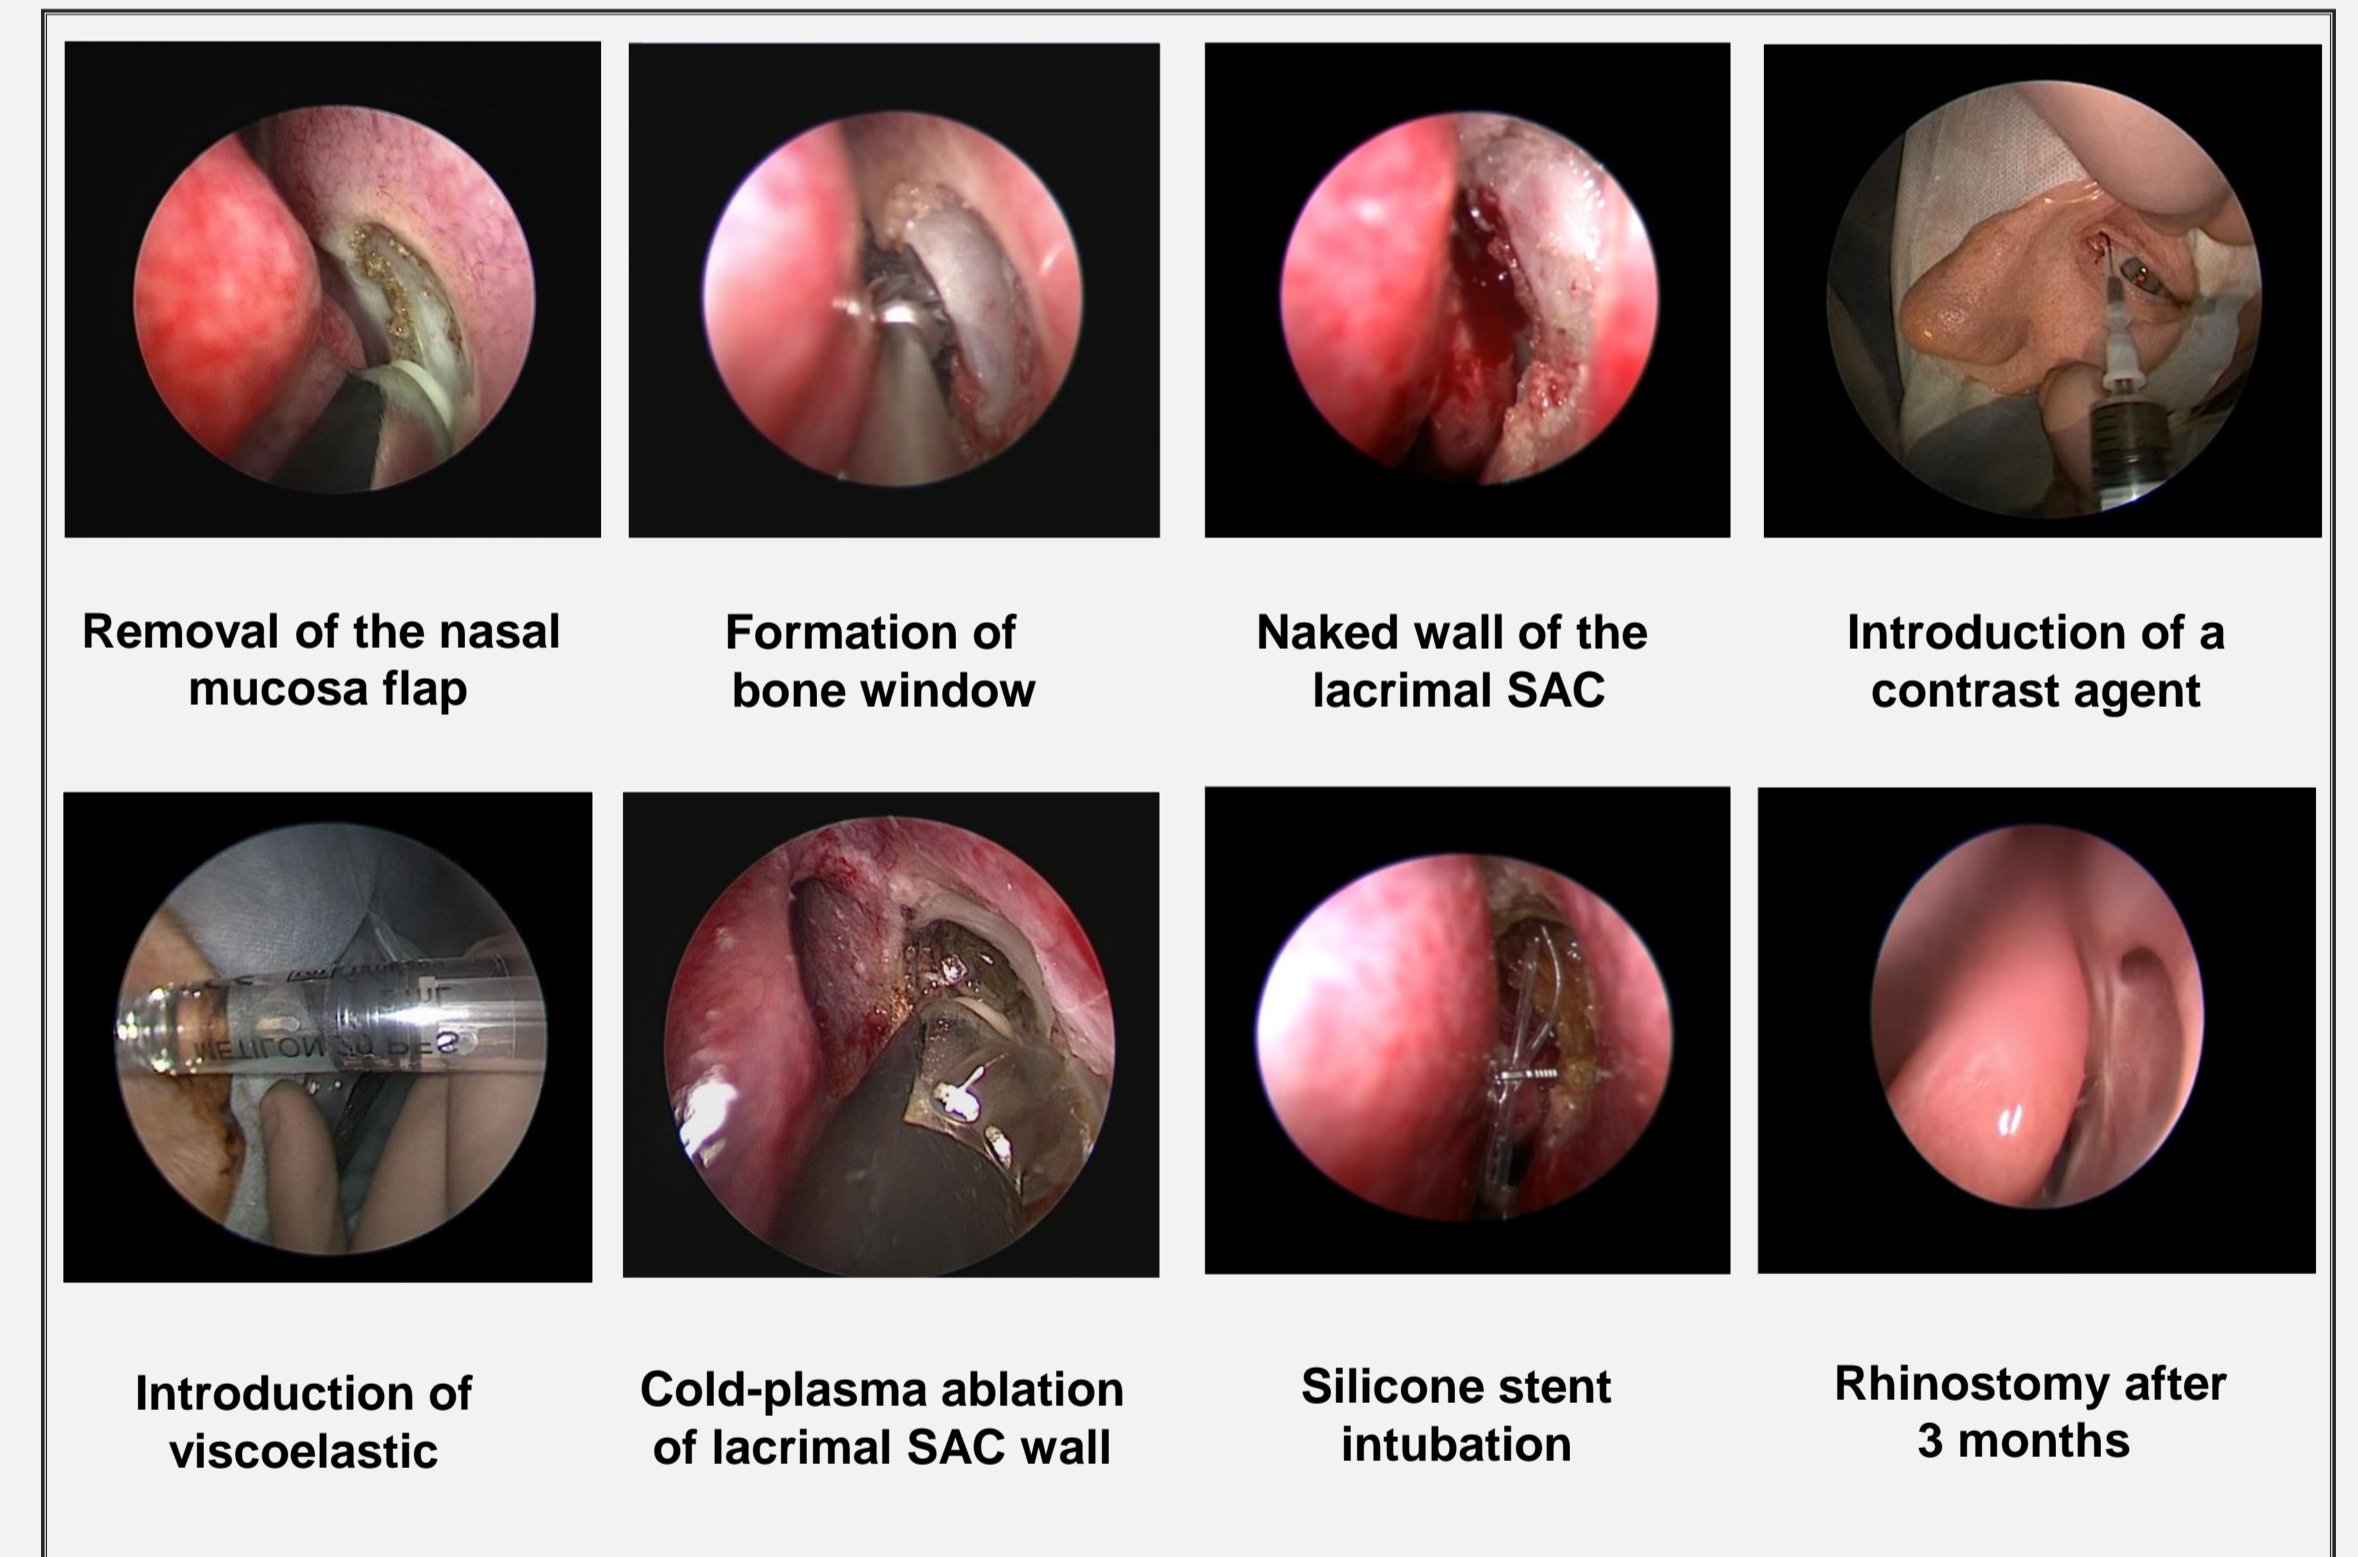 Removal of the nasal
mucosa flap
Formation of
bone window
Naked wall of the
lacrimal SAC
Introduction of a
contrast agent
Introduction of
viscoelastic
Cold-plasma ablation
of lacrimal SAC wall
Silicone stent
intubation
Rhinostomy after
3 months